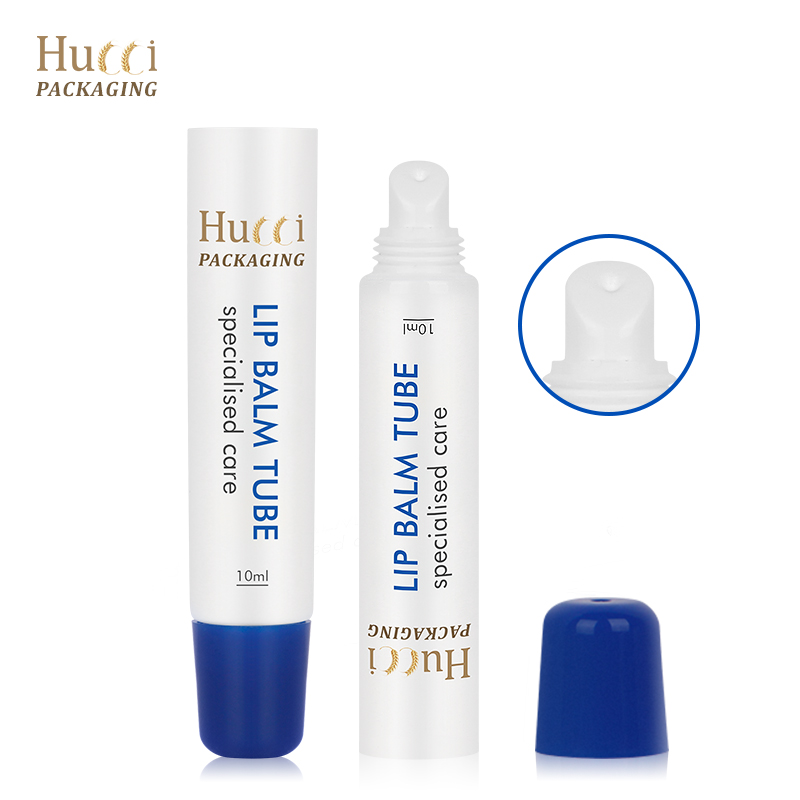 Hucci
PACKAGING
Hucci
PACKAGING
LIP BALM TUBE
specialised care
10ml
10ml
LIP BALM TUBE
specialised care
Hucci
PACKAGING